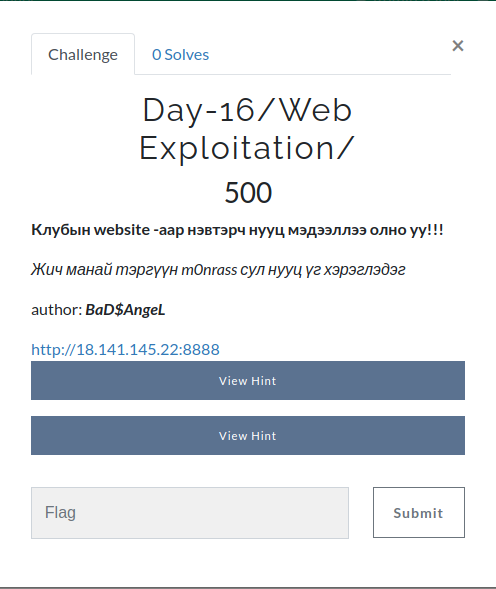 Challenge
0 Solves
×
Day-16/Web
Exploitation/
500
Клубын website -аар нэвтэрч нууц мэдээллээ олно уу!!!
Жич манай тэргүүн m0nrass сул нууц үг хэрэглэдэг
author: BaD$AngeL
http://18.141.145.22:8888
View Hint
View Hint
Flag
Submit